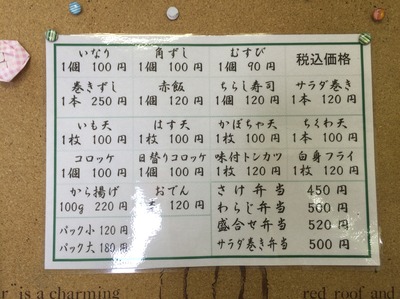 いなり 角ずし むすび 税込価格
1個 100円 1個 100円 1個 90円
巻きずし 赤飯 ちらし寿司 サラダ巻き
1本 250円 1個 120円 1個 120円 1本 120円
いも天 はす天 かぼちゃ天 ちくわ天
1枚 100円 1枚 100円 1枚 100円 1本 100円
コロッケ 日替りコロッケ 味付トンカツ 白身フライ
1個 100円 1個 100円 1枚 120円 1枚 120円
から揚げ おでん さけ弁当 450円
100g 220円 120円 わらじ弁当 500円
パック小 120円 盛合せ弁当 520円
パック大 180円 サラダ巻き弁当 500円
is a charming
red roof and